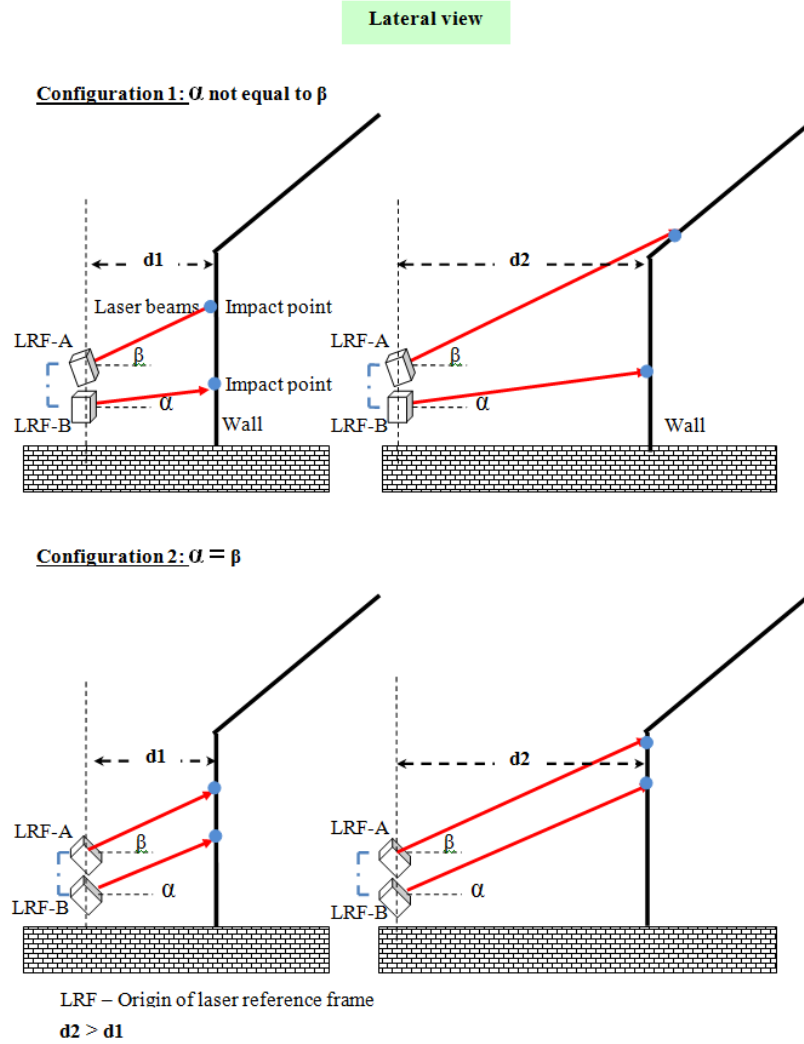 Lateral view
Configuration 1: α not equal to β
d1
d2
Laser beams
Impact point
LRF-A
β
Impact point
α
LRF-B
Wall
LRF-A
β
α
LRF-B
Wall
Configuration 2: α = β
d1
d2
LRF-A
β
α
LRF-B
LRF-A
β
α
LRF-B
LRF – Origin of laser reference frame
d2 > d1